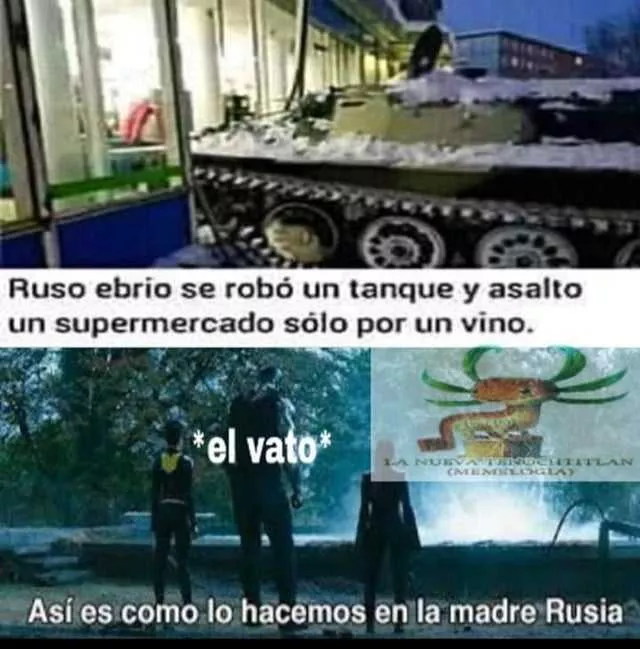 Ruso ebrio se robó un tanque y asalto
un supermercado sólo por un vino.
*el vato*
LA NUEVA TENOCHTITLAN
(MEMELOGIA)
Así es como lo hacemos en la madre Rusia